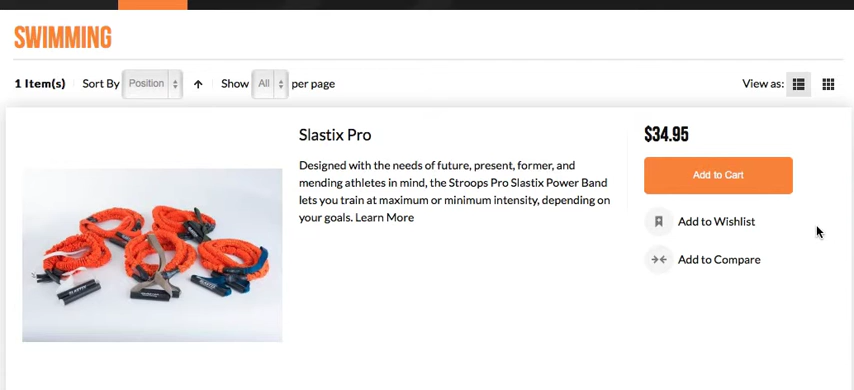 SWIMMING
1 Item(s) Sort By Position Show All per page View as:
Slastix Pro
Designed with the needs of future, present, former, and
mending athletes in mind, the Stroops Pro Slastix Power Band
lets you train at maximum or minimum intensity, depending on
your goals. Learn More
$34.95
Add to Cart
Add to Wishlist
Add to Compare